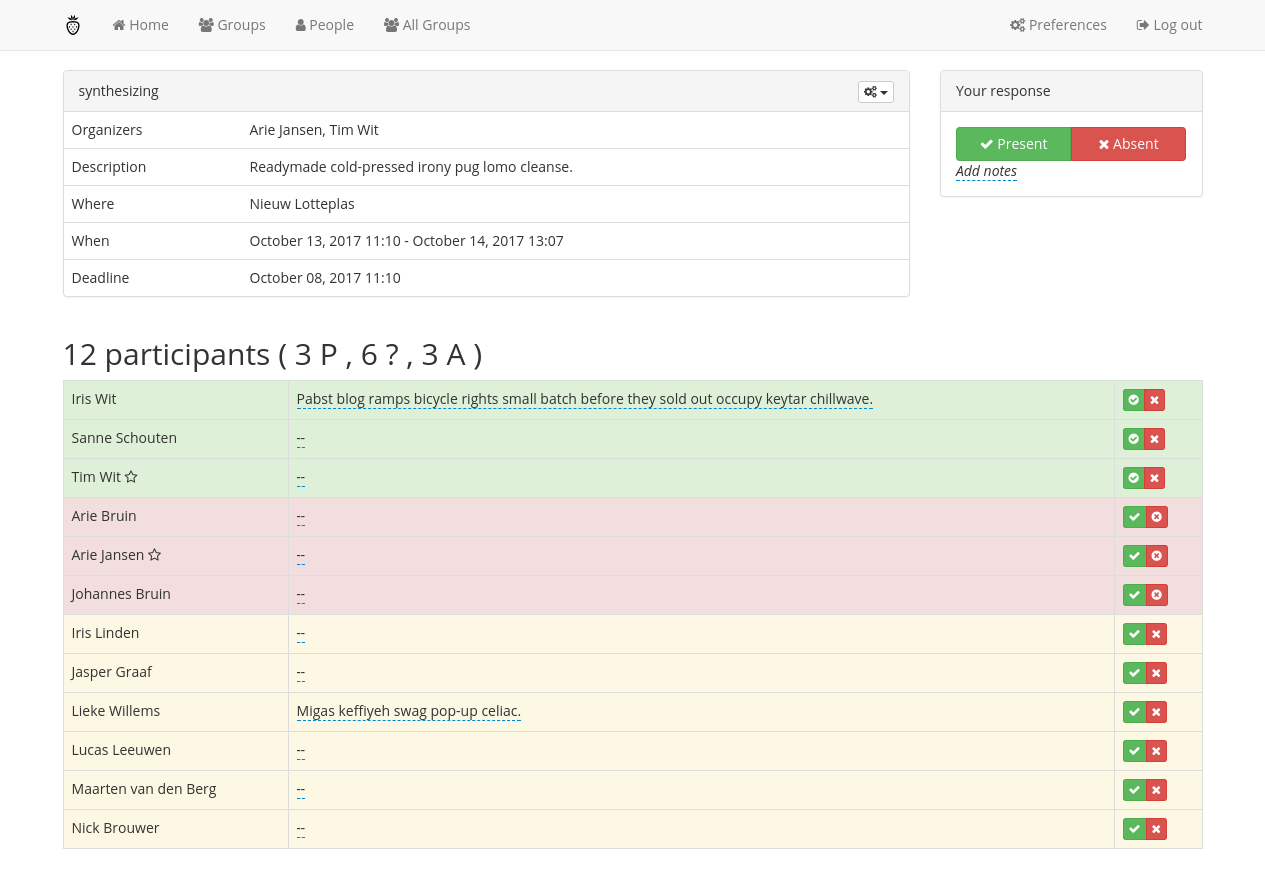 Home Groups People All Groups Preferences Log out
synthesizing
Organizers Arie Jansen, Tim Wit
Description Readymade cold-pressed irony pug lomo cleanse.
Where Nieuw Lotteplas
When October 13, 2017 11:10 - October 14, 2017 13:07
Deadline October 08, 2017 11:10
Your response
Present Absent
Add notes
12 participants ( 3 P , 6 ? , 3 A )
Iris Wit Pabst blog ramps bicycle rights small batch before they sold out occupy keytar chillwave.
Sanne Schouten --
Tim Wit --
Arie Bruin --
Arie Jansen --
Johannes Bruin --
Iris Linden --
Jasper Graaf --
Lieke Willems Migas keffiyeh swag pop-up celiac.
Lucas Leeuwen --
Maarten van den Berg --
Nick Brouwer --